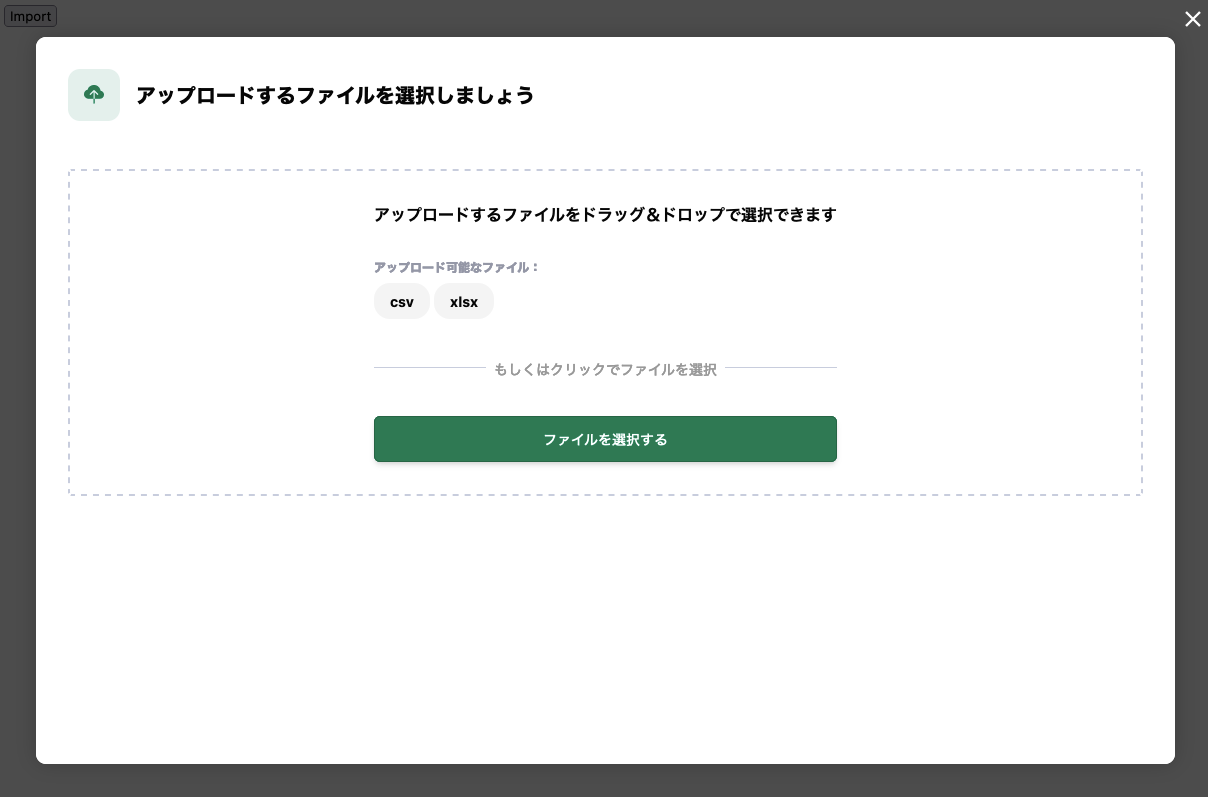 Import
アップロードするファイルを選択しましょう
アップロードするファイルをドラッグ＆ドロップで選択できます
アップロード可能なファイル：
csv xlsx
もしくはクリックでファイルを選択
ファイルを選択する